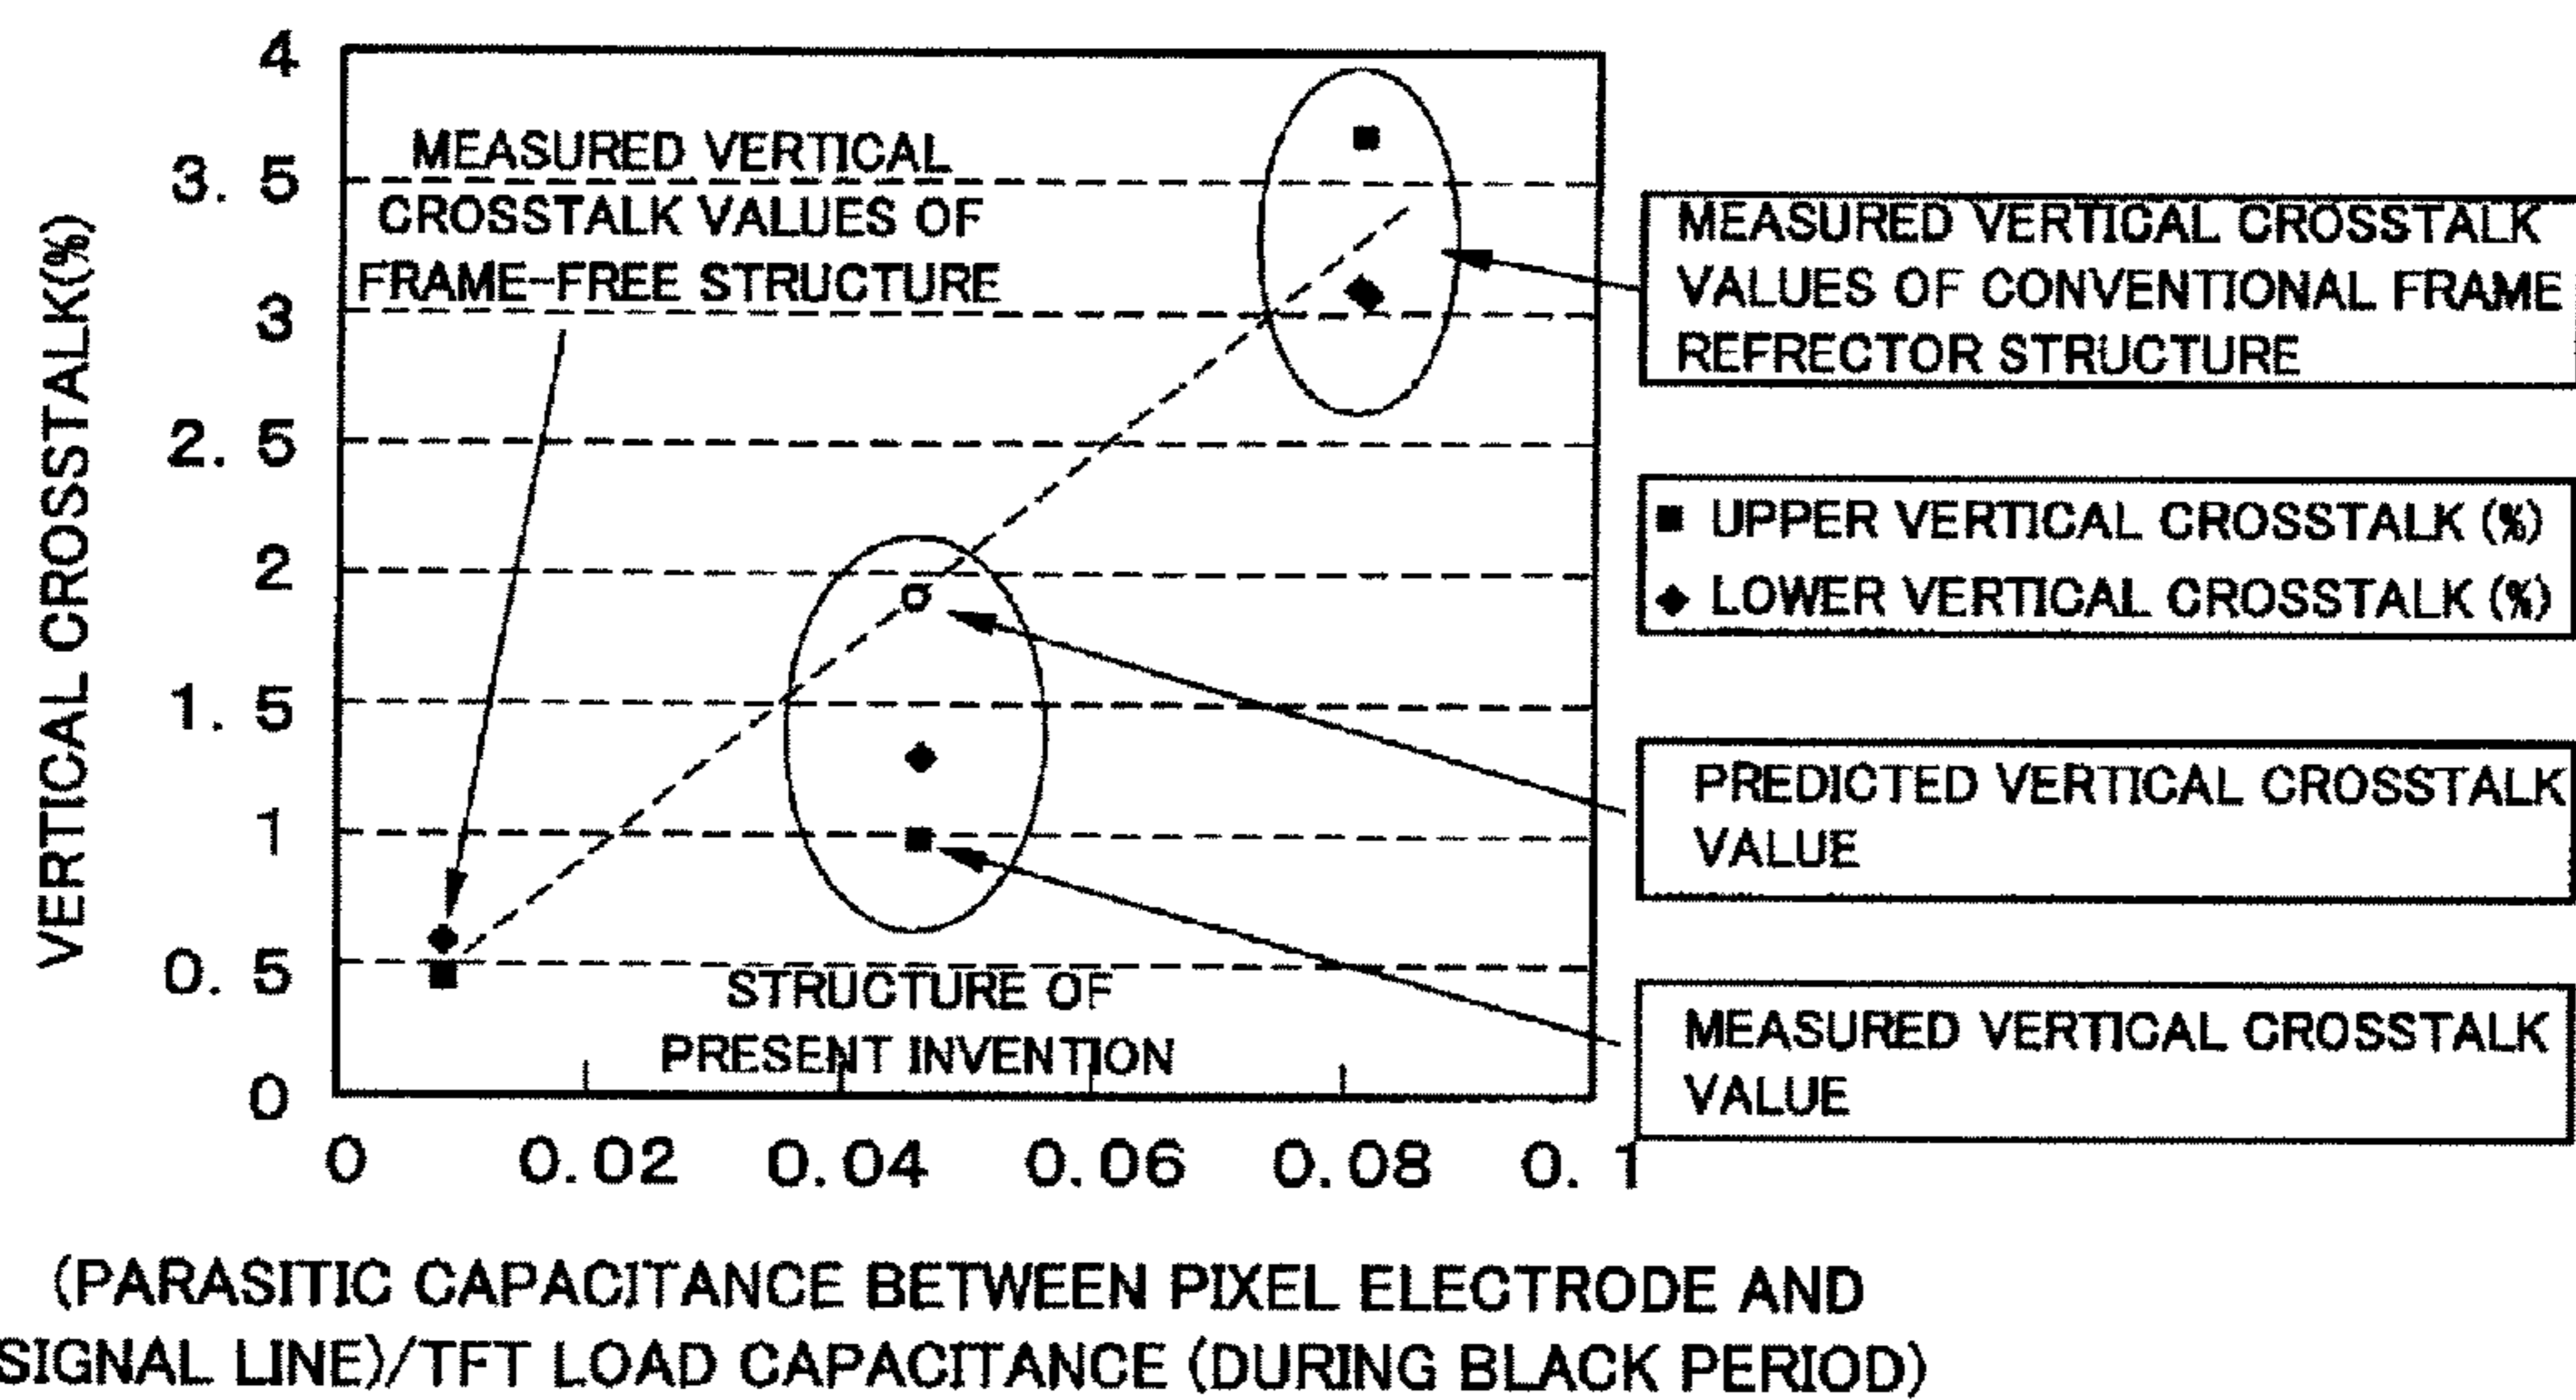 4
3. 5
3
2. 5
2
1. 5
1
0. 5
0
VERTICAL CROSSTALK(%)
MEASURED VERTICAL
CROSSTALK VALUES OF
FRAME-FREE STRUCTURE
STRUCTURE OF
PRESENT INVENTION
MEASURED VERTICAL CROSSTALK
VALUES OF CONVENTIONAL FRAME
REFRECTOR STRUCTURE
UPPER VERTICAL CROSSTALK (%)
LOWER VERTICAL CROSSTALK (%)
PREDICTED VERTICAL CROSSTALK
VALUE
MEASURED VERTICAL CROSSTALK
VALUE
0 0. 02 0. 04 0. 06 0. 08 0. 1
(PARASITIC CAPACITANCE BETWEEN PIXEL ELECTRODE AND
SIGNAL LINE)/TFT LOAD CAPACITANCE (DURING BLACK PERIOD)